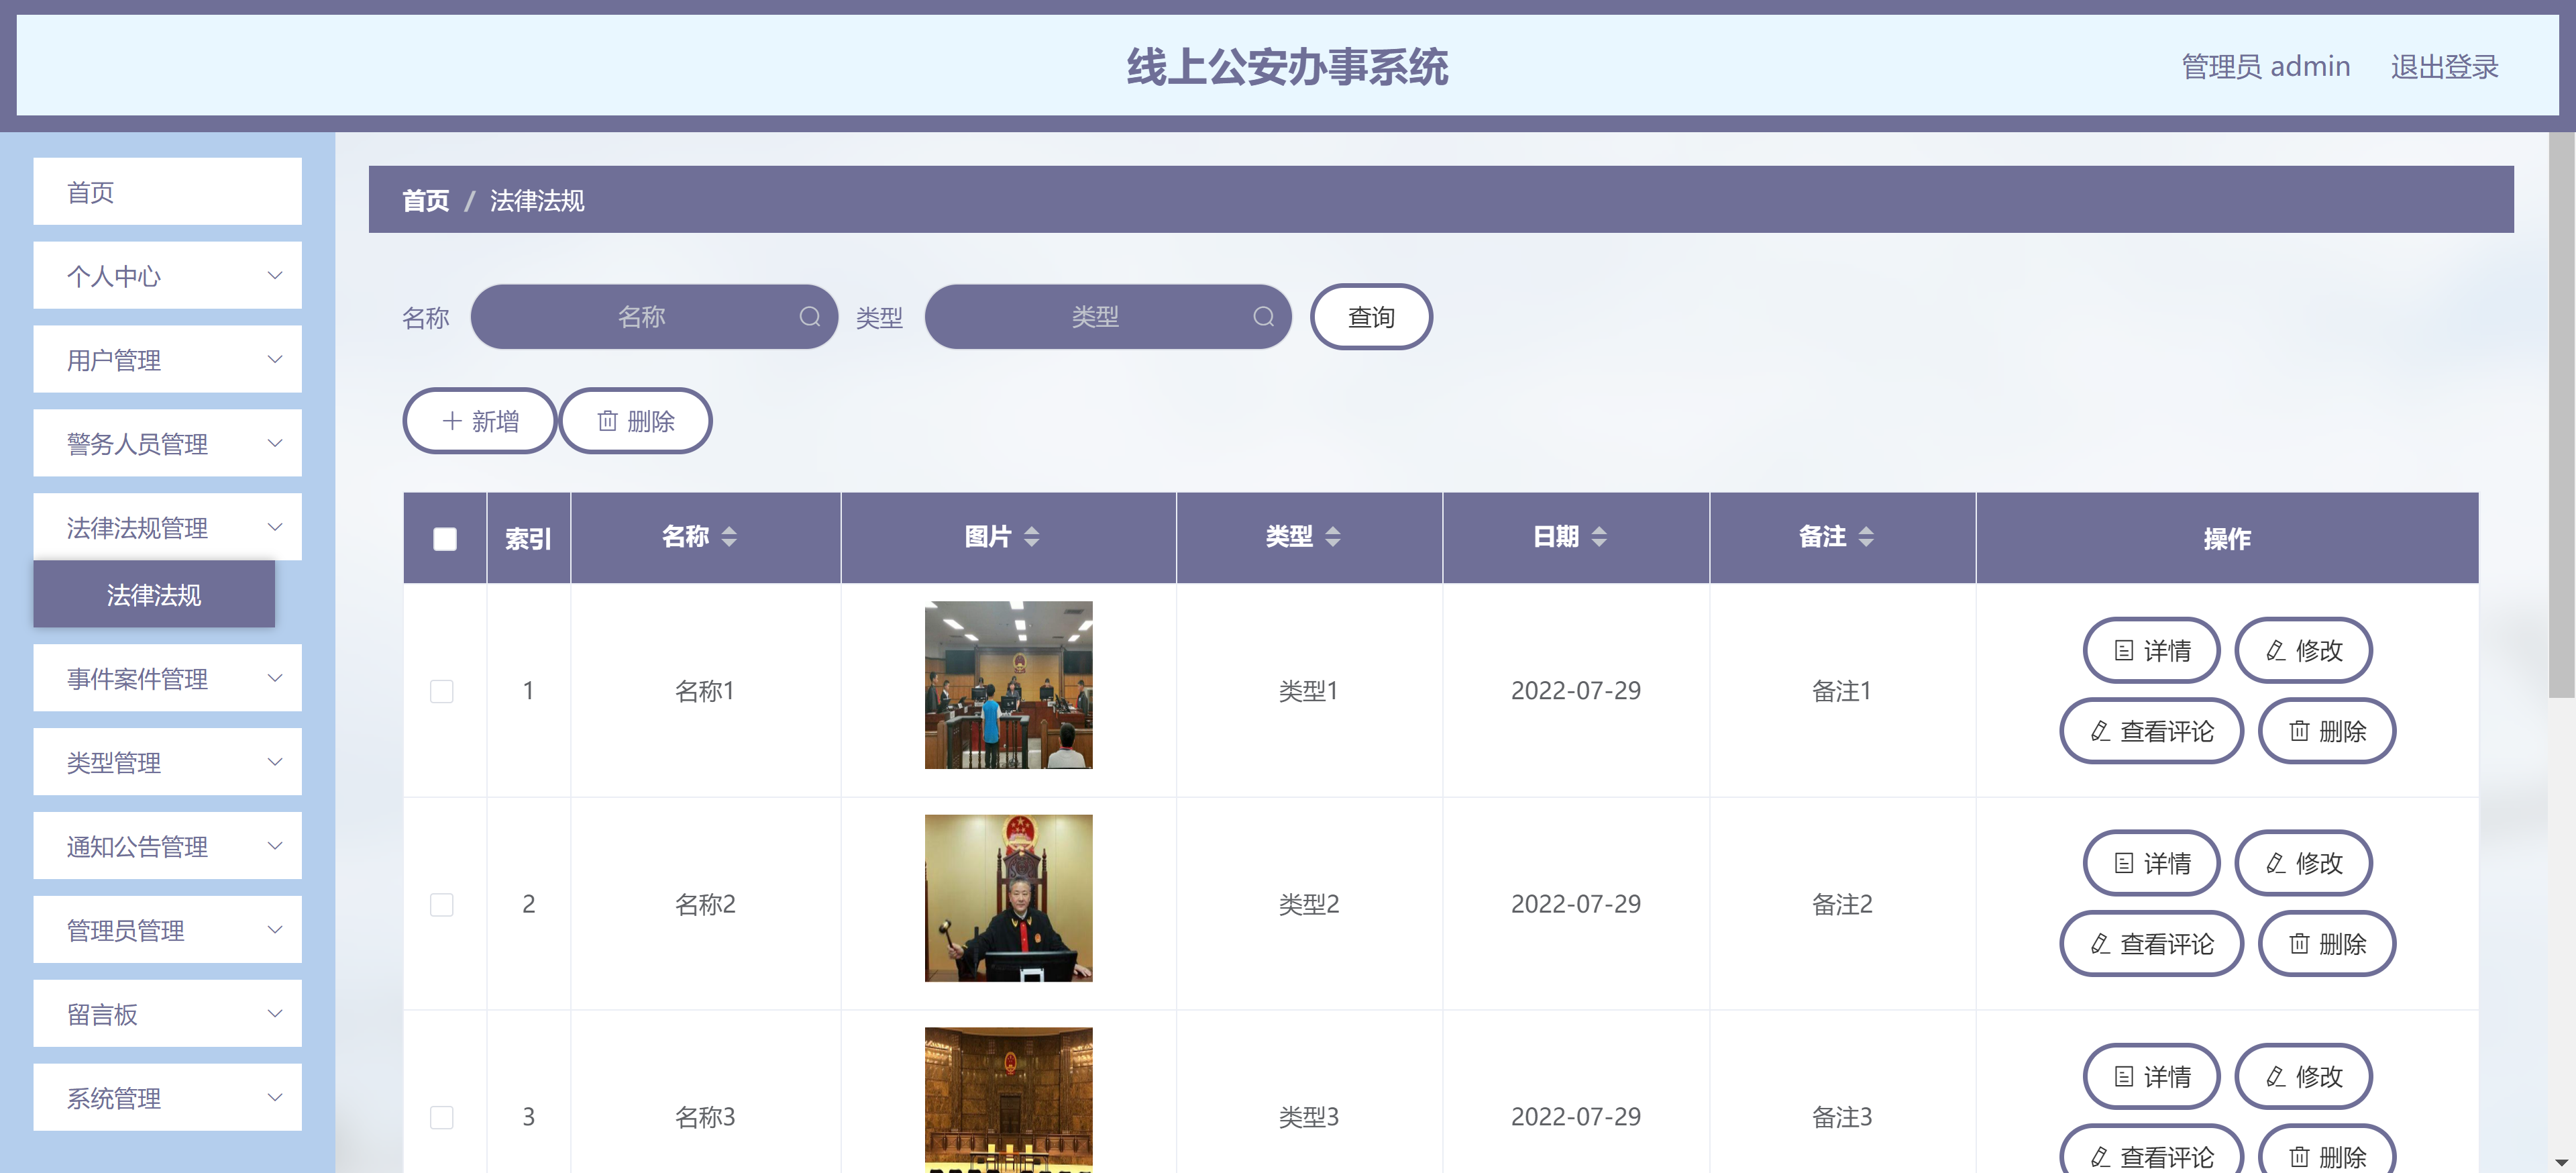 线上公安办事系统
管理员 admin 退出登录
首页
个人中心
用户管理
警务人员管理
法律法规管理
法律法规
事件案件管理
类型管理
通知公告管理
管理员管理
留言板
系统管理
首页 / 法律法规
名称 名称 类型 类型 查询
新增 删除
索引 名称 图片 类型 日期 备注 操作
1 名称1 类型1 2022-07-29 备注1
详情 修改
查看评论 删除
2 名称2 类型2 2022-07-29 备注2
详情 修改
查看评论 删除
3 名称3 类型3 2022-07-29 备注3
详情 修改
查看评论 删除